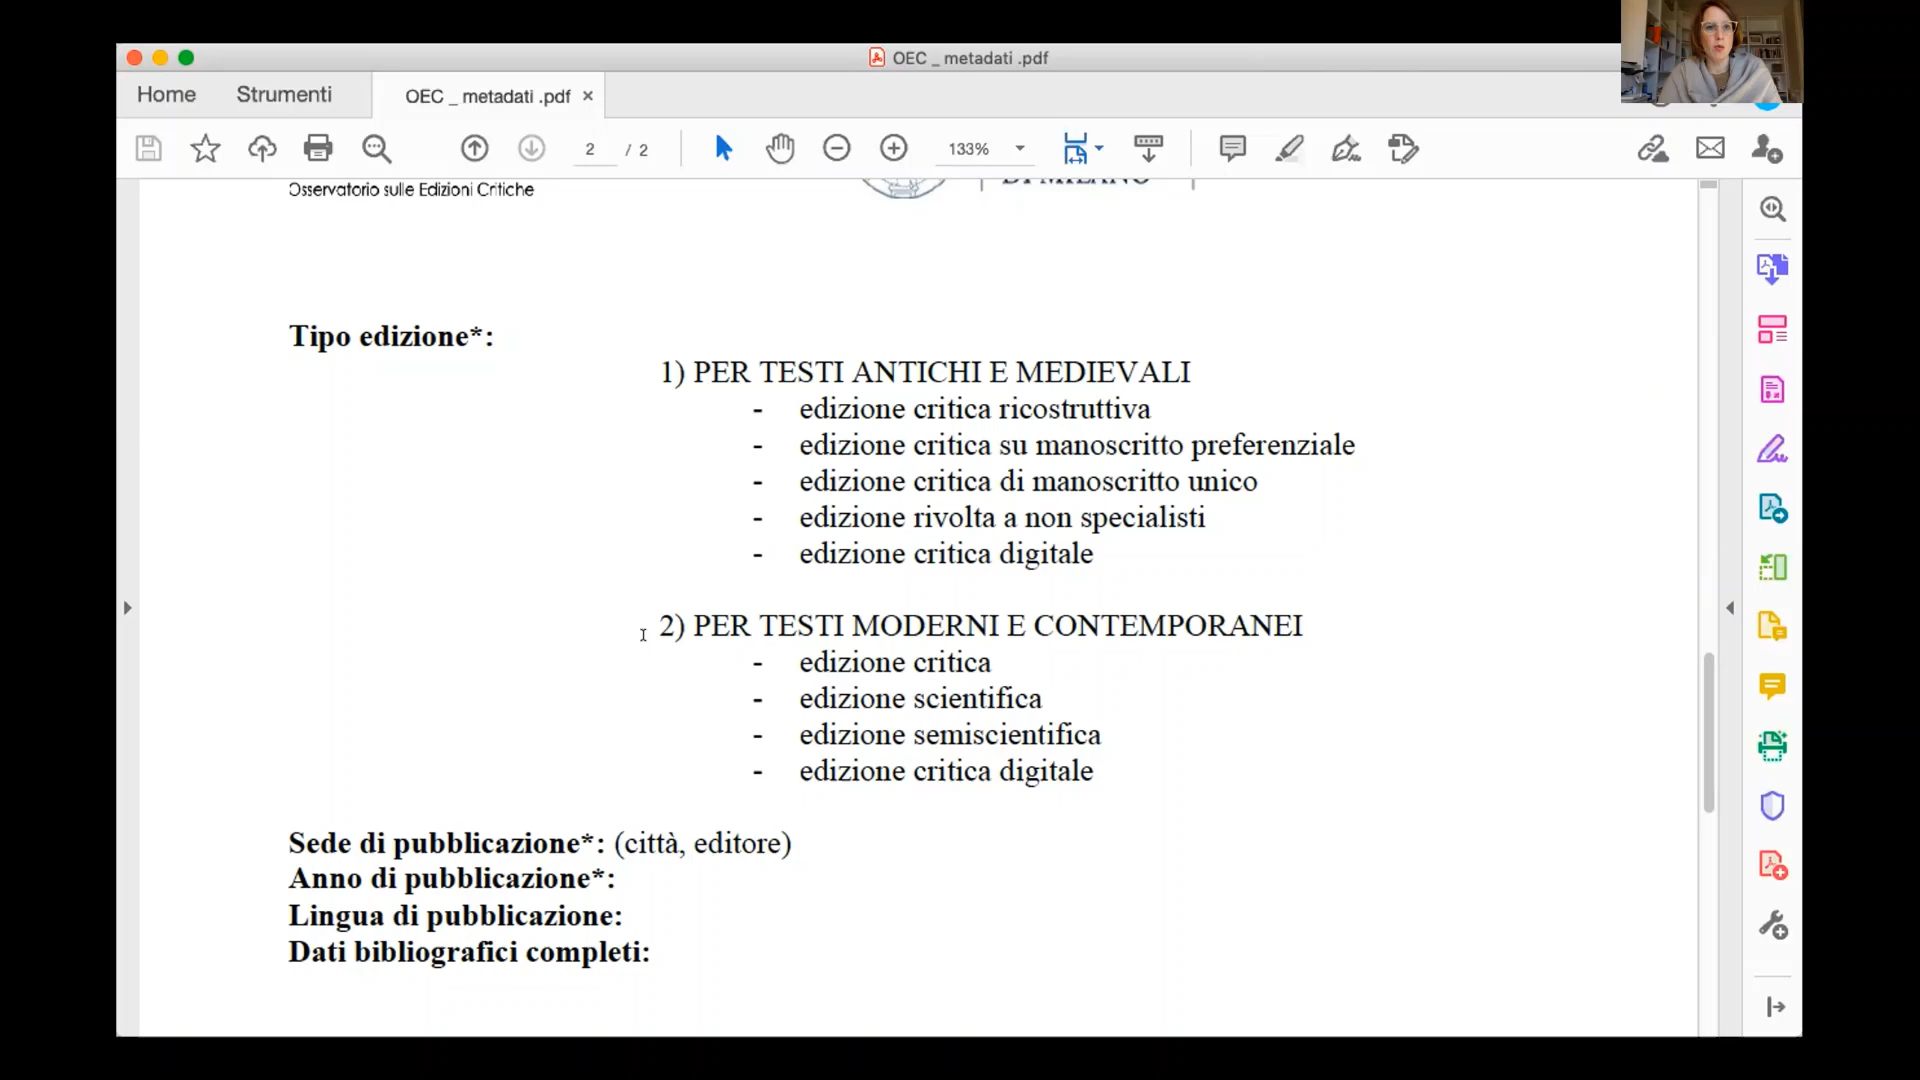 OEC _ metadati .pdf
Home
Strumenti
OEC _ metadati .pdf ×
2 / 2
133%
Osservatorio sulle Edizioni Critiche
DI MILANO
Tipo edizione*:
1) PER TESTI ANTICHI E MEDIEVALI
- edizione critica ricostruttiva
- edizione critica su manoscritto preferenziale
- edizione critica di manoscritto unico
- edizione rivolta a non specialisti
- edizione critica digitale
2) PER TESTI MODERNI E CONTEMPORANEI
- edizione critica
- edizione scientifica
- edizione semiscientifica
- edizione critica digitale
Sede di pubblicazione*: (città, editore)
Anno di pubblicazione*:
Lingua di pubblicazione:
Dati bibliografici completi: